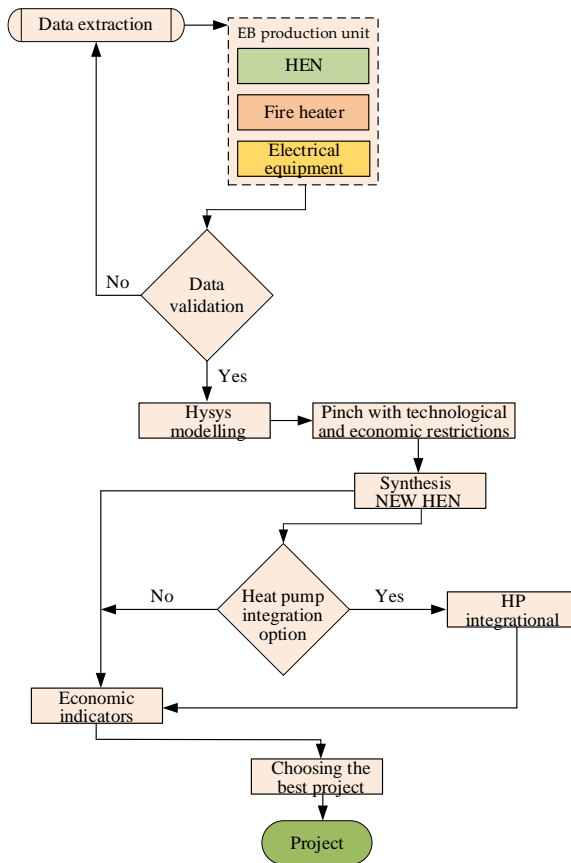 Data extraction
EB production unit
HEN
Fire heater
Electrical
equipment
No
Data
validation
Yes
Hysys
modelling
Pinch with technological
and economic restrictions
Synthesis
NEW HEN
No
Heat pump
integration
option
Yes
HP
integrational
Economic
indicators
Choosing the
best project
Project